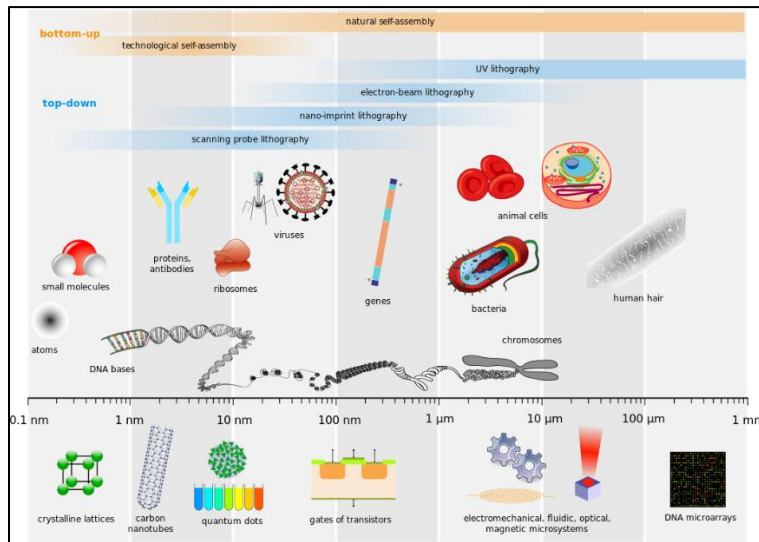 natural self-assembly
bottom-up
technological self-assembly
UV lithography
electron-beam lithography
top-down
nano-imprint lithography
scanning probe lithography
animal cells
viruses
proteins,
antibodies
small molecules
ribosomes
genes
bacteria
human hair
atoms
DNA bases
chromosomes
0.1 nm 1 nm 10 nm 100 nm 1 µm 10 µm 100 µm 1 mm
crystalline lattices
carbon
nanotubes
quantum dots
gates of transistors
electromechanical, fluidic, optical,
magnetic microsystems
DNA microarrays